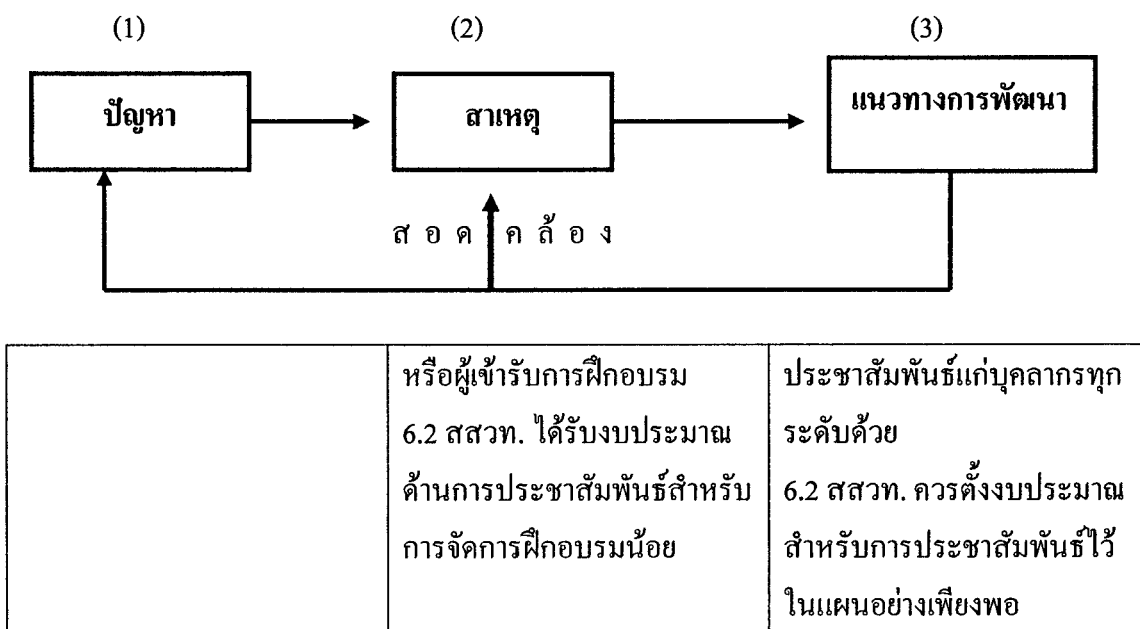 (1) (2) (3)
ปัญหา สาเหตุ แนวทางการพัฒนา
ส อ ด ค ล้ อ ง
หรือผู้เข้ารับการฝึกอบรม
6.2 สสวท. ได้รับงบประมาณ
ด้านการประชาสัมพันธ์สำหรับ
การจัดการฝึกอบรมน้อย
ประชาสัมพันธ์แก่บุคลากรทุก
ระดับด้วย
6.2 สสวท. ควรตั้งงบประมาณ
สำหรับการประชาสัมพันธ์ไว้
ในแผนอย่างเพียงพอ